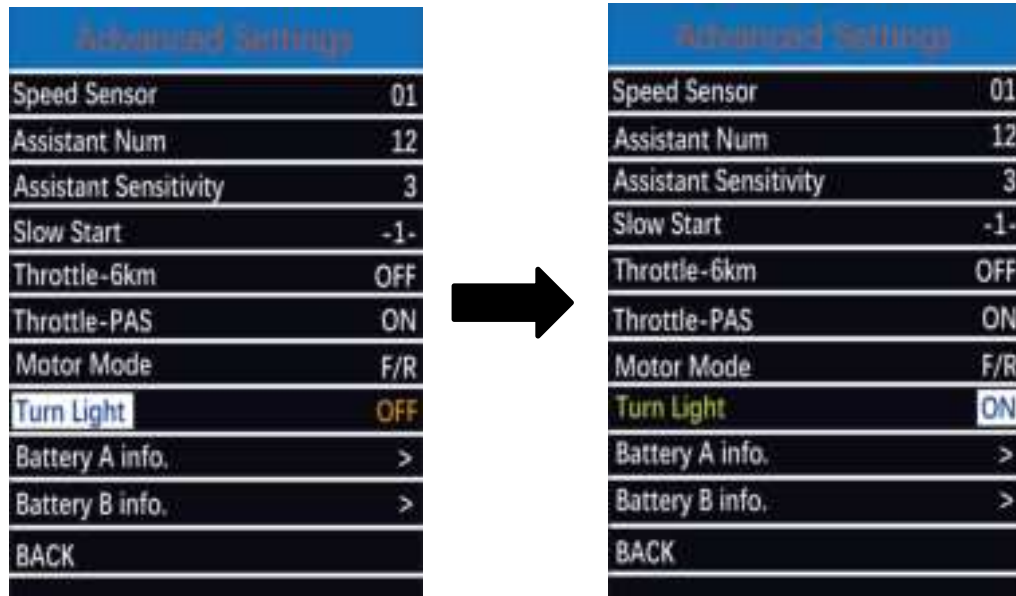 Advanced Settings
Speed Sensor 01
Assistant Num 12
Assistant Sensitivity 3
Slow Start -1-
Throttle-6km OFF
Throttle-PAS ON
Motor Mode F/R
Turn Light OFF
Battery A info. >
Battery B info. >
BACK
Advanced Settings
Speed Sensor 01
Assistant Num 12
Assistant Sensitivity 3
Slow Start -1-
Throttle-6km OFF
Throttle-PAS ON
Motor Mode F/R
Turn Light ON
Battery A info. >
Battery B info. >
BACK